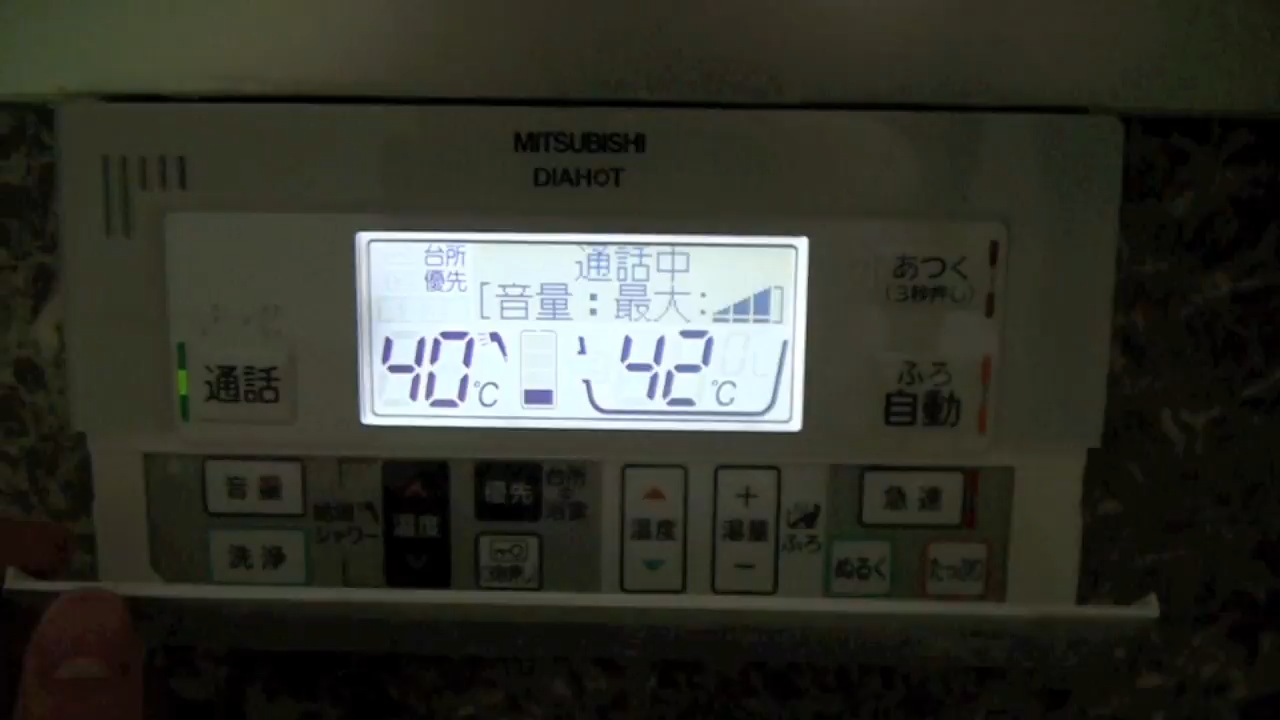 MITSUBISHI
DIAHOT
台所
優先
通話中
[音量:最大:]
40℃
42℃
あつく
(3秒押し)
通話
ふろ
自動
音量
洗浄
給湯
シャワー
温度
優先
台所
浴室
温度
+
湯量
-
ふろ
急速
ぬるく